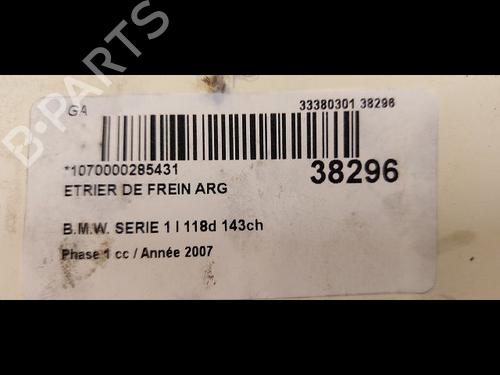 GA
33380301 38296
*1070000285431
38296
ETRIER DE FREIN ARG
B.M.W. SERIE 1 I 118d 143ch
Phase 1 cc / Année 2007
B-PARTS